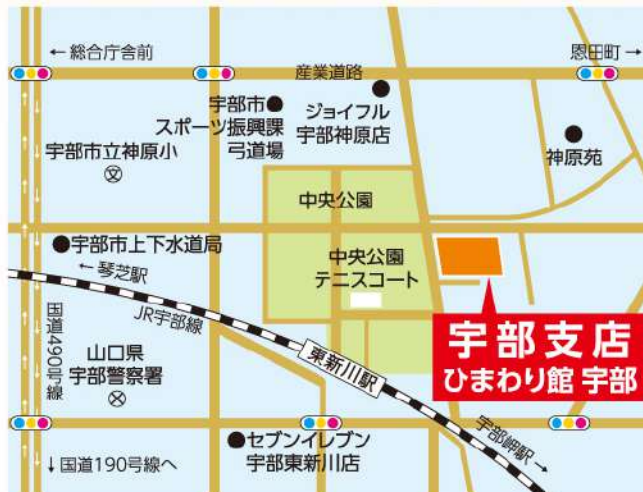 ← 総合庁舎前
恩田町 →
産業道路
宇部市
スポーツ振興課
弓道場
ジョイフル
宇部神原店
宇部市立神原小
文
神原苑
中央公園
宇部市上下水道局
← 琴芝駅
中央公園
テニスコート
JR宇部線
国道490号線
山口県
宇部警察署
東新川駅
宇部支店
ひまわり館 宇部
宇部岬駅 →
セブンイレブン
宇部東新川店
↓国道190号線へ